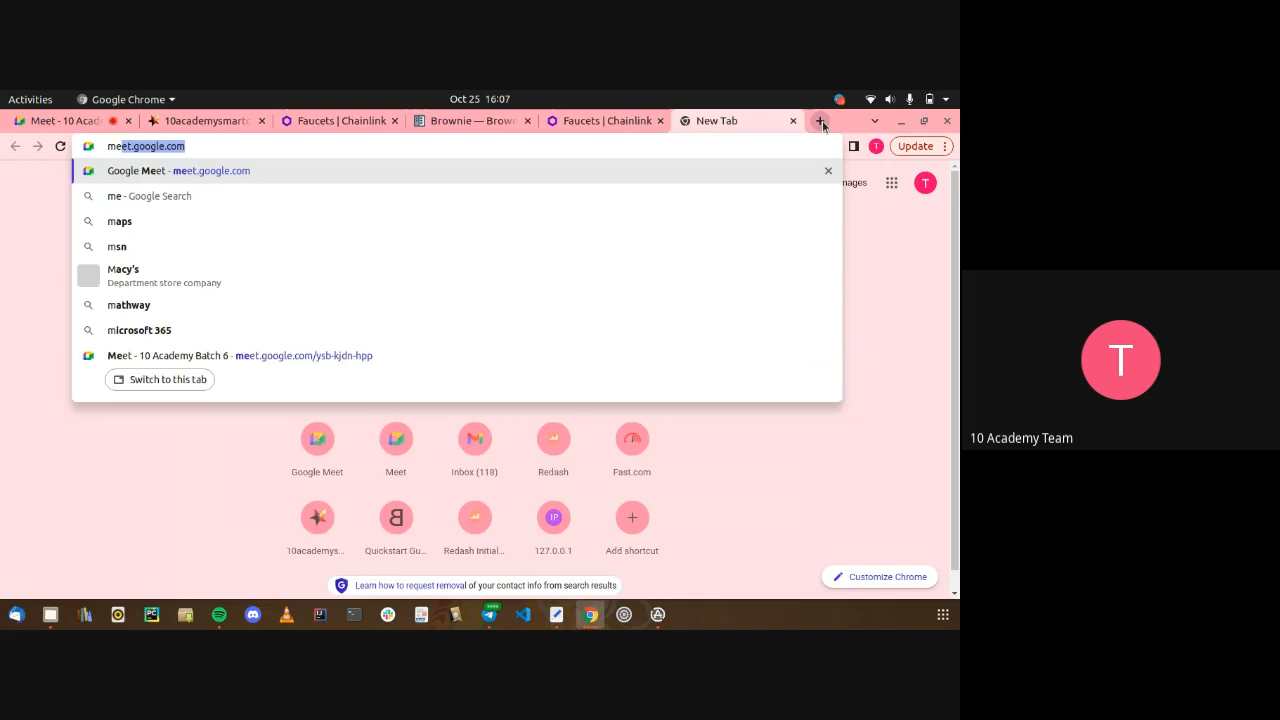 Activities
Google Chrome
Oct 25 16:07
Meet - 10 Acad
10academysmartc
Faucets | Chainlink
Brownie — Brown
Faucets | Chainlink
New Tab
meet.google.com
Update
T
Google Meet - meet.google.com
me - Google Search
maps
msn
Macy's
Department store company
mathway
microsoft 365
Meet - 10 Academy Batch 6 - meet.google.com/ysb-kjdn-hpp
Switch to this tab
mages
T
Google Meet
Meet
Inbox (118)
Redash
Fast.com
B
IP
10academys...
Quickstart Gu...
Redash Initial...
127.0.0.1
Add shortcut
Learn how to request removal of your contact info from search results
Customize Chrome
T
10 Academy Team